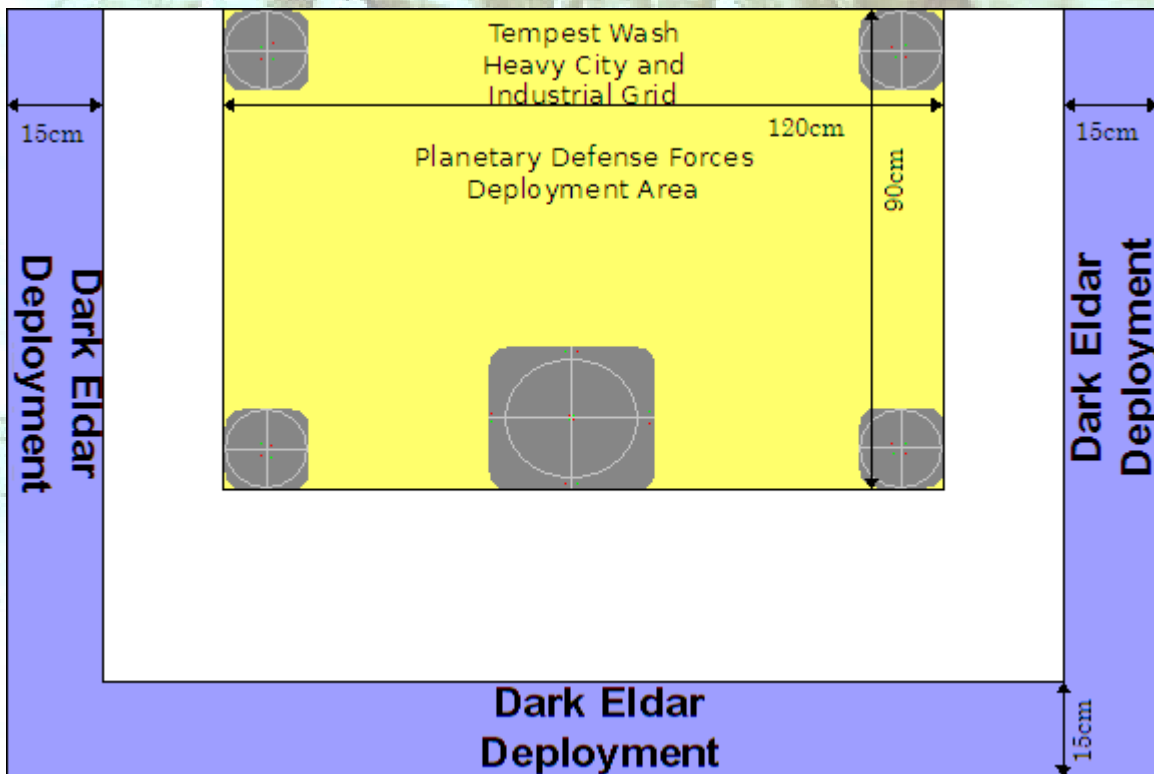 Tempest Wash
Heavy City and
Industrial Grid
15cm
120cm
15cm
Planetary Defense Forces
Deployment Area
90cm
Dark Eldar
Deployment
Dark Eldar
Deployment
Dark Eldar
Deployment
15cm